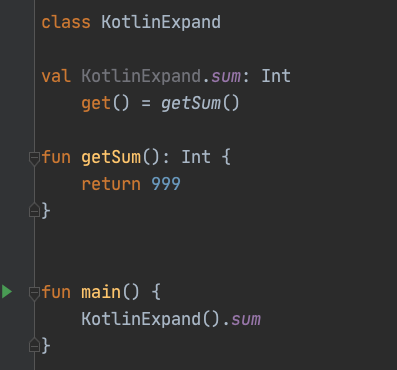 class KotlinExpand
val KotlinExpand.sum: Int
    get() = getSum()
fun getSum(): Int {
    return 999
}
fun main() {
    KotlinExpand().sum
}